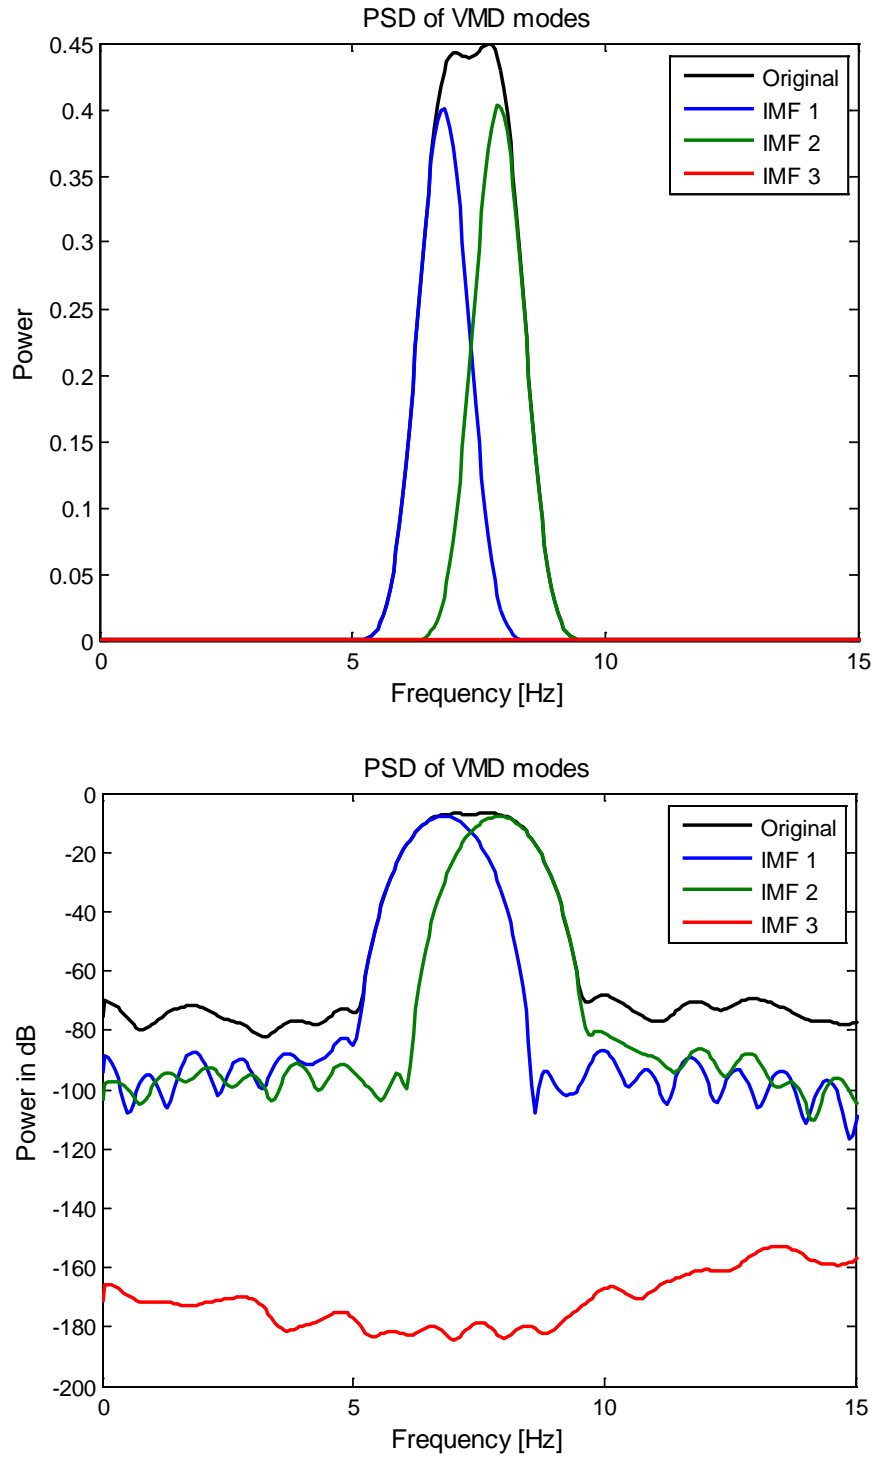 PSD of VMD modes
0.45
0.4
0.35
0.3
0.25
0.2
0.15
0.1
0.05
0
Power
Original
IMF 1
IMF 2
IMF 3
0 5 10 15
Frequency [Hz]
PSD of VMD modes
0
-20
-40
-60
-80
-100
-120
-140
-160
-180
-200
Power in dB
Original
IMF 1
IMF 2
IMF 3
0 5 10 15
Frequency [Hz]